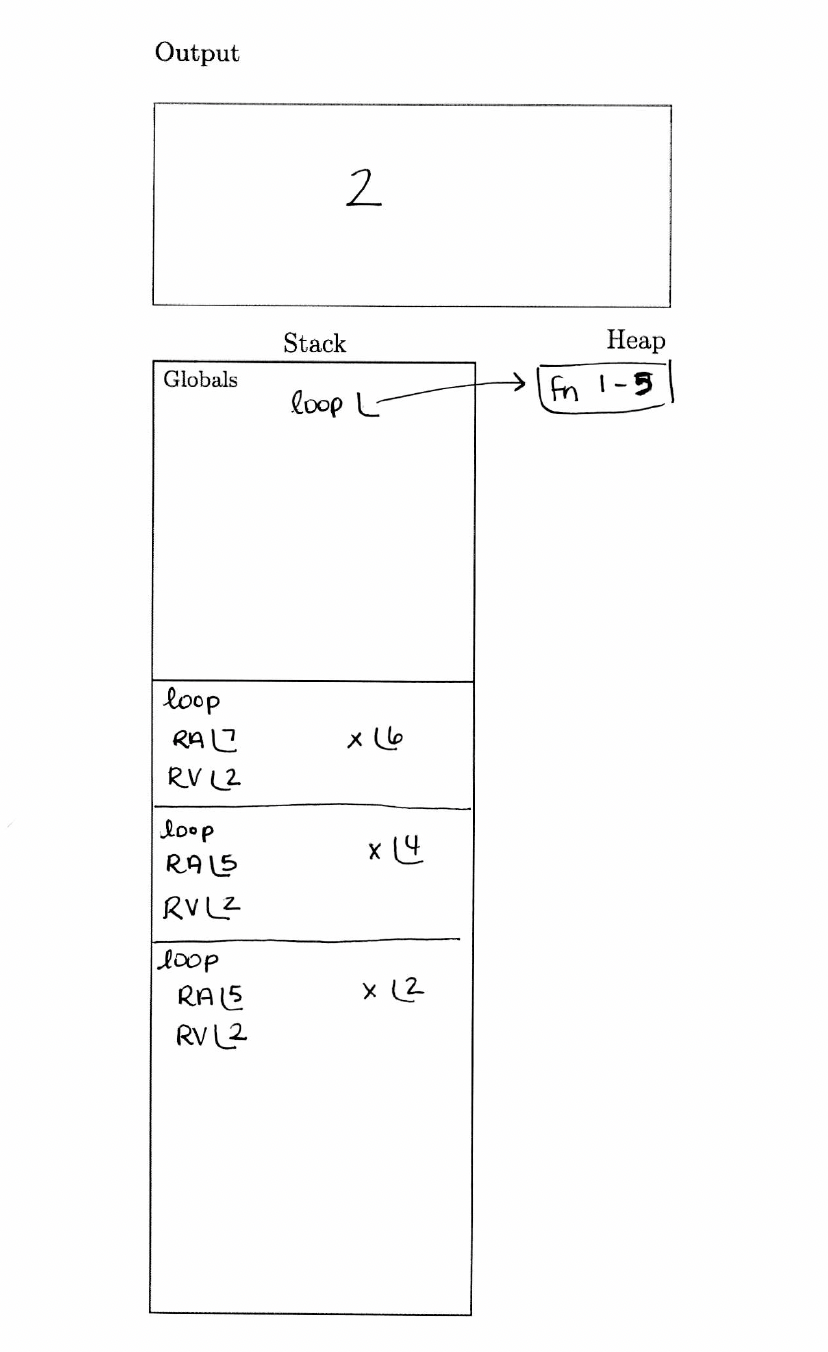 Output
2
Stack Heap
Globals
loop Fn 1-5
loop
RA 7 x 6
RV 2
loop
RA 5 x 4
RV 2
loop
RA 5 x 2
RV 2